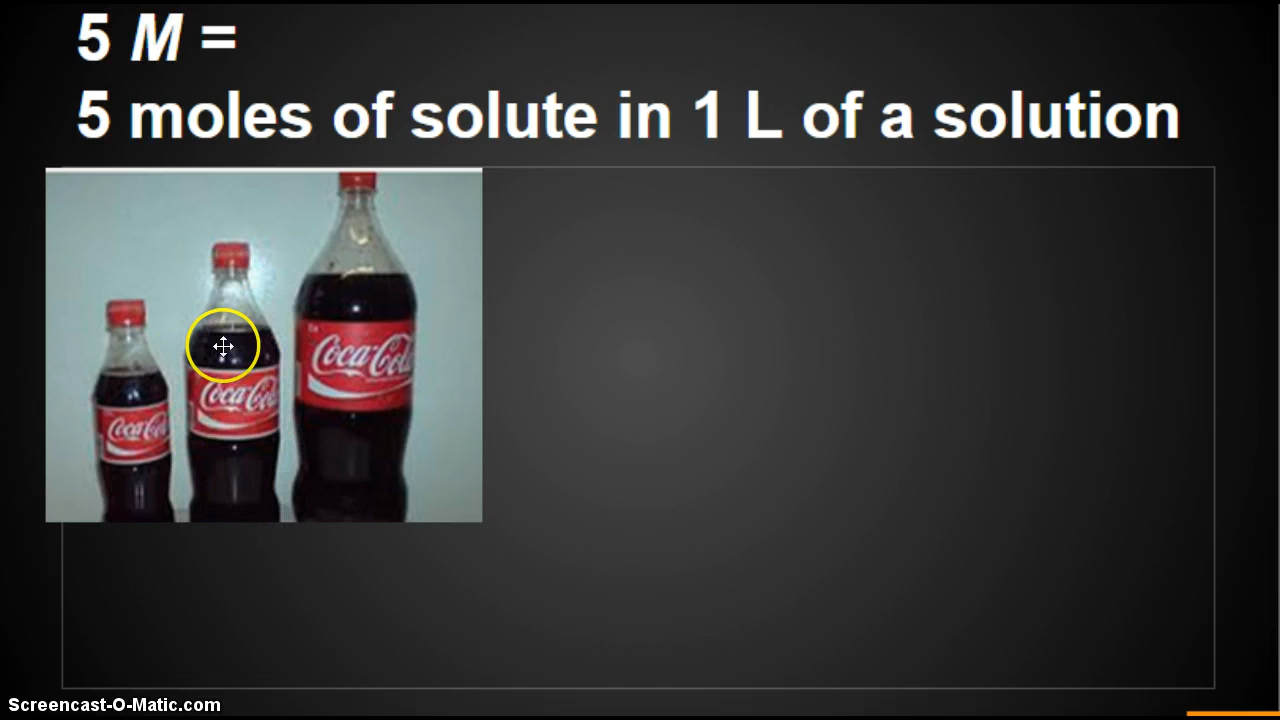 5 M =
5 moles of solute in 1 L of a solution
Coca-Cola
Coca-Cola
Coca-Cola
Screencast-O-Matic.com